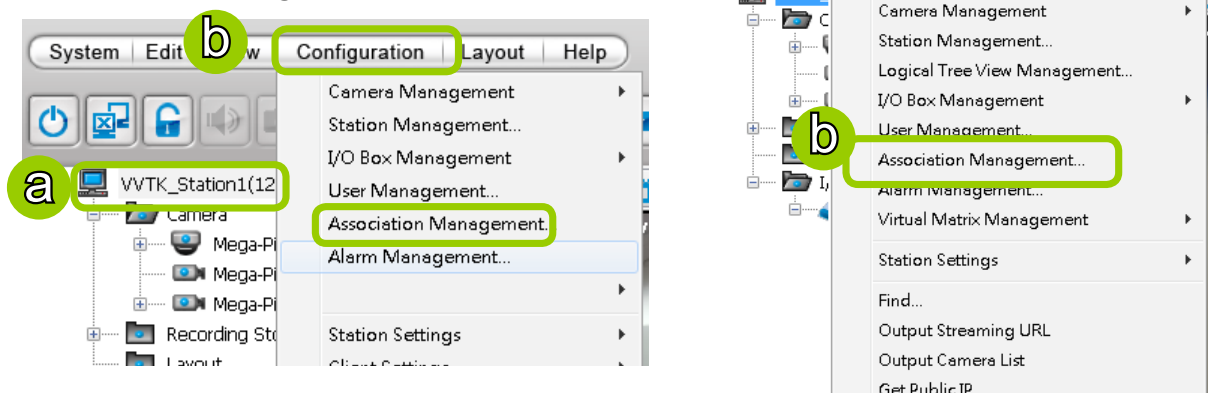 System Edit w Configuration Layout Help
b
Camera Management
Station Management...
I/O Box Management
User Management...
Association Management...
Alarm Management...
Station Settings
a
VVTK_Station1(12
Camera
Mega-Pi
Mega-Pi
Mega-Pi
Recording Sto
Layout
Camera Management
Station Management...
Logical Tree View Management...
I/O Box Management
User Management...
b
Association Management...
Alarm Management...
Virtual Matrix Management
Station Settings
Find...
Output Streaming URL
Output Camera List
Get Public IP
C
I/